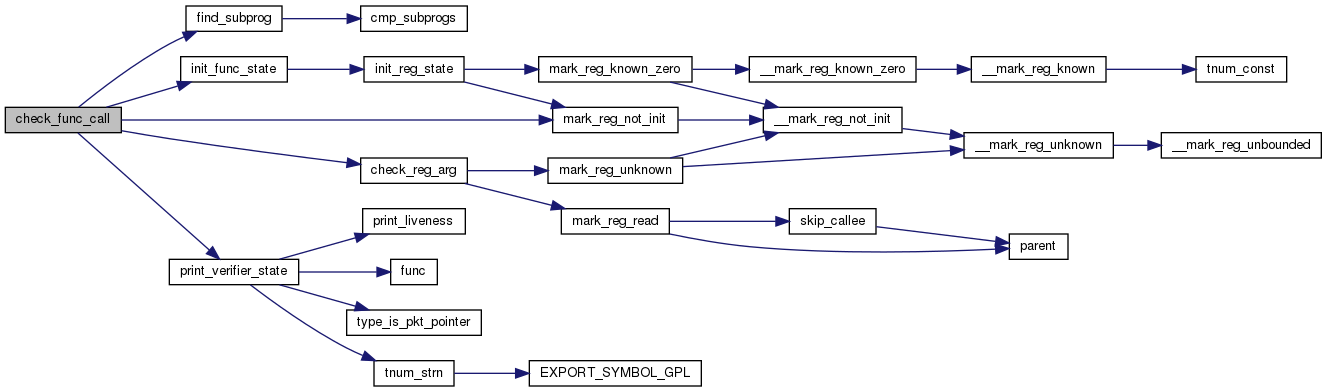 find_subprog
cmp_subprogs
init_func_state
init_reg_state
mark_reg_known_zero
__mark_reg_known_zero
__mark_reg_known
tnum_const
check_func_call
mark_reg_not_init
__mark_reg_not_init
__mark_reg_unknown
__mark_reg_unbounded
check_reg_arg
mark_reg_unknown
print_liveness
mark_reg_read
skip_callee
parent
print_verifier_state
func
type_is_pkt_pointer
tnum_strn
EXPORT_SYMBOL_GPL